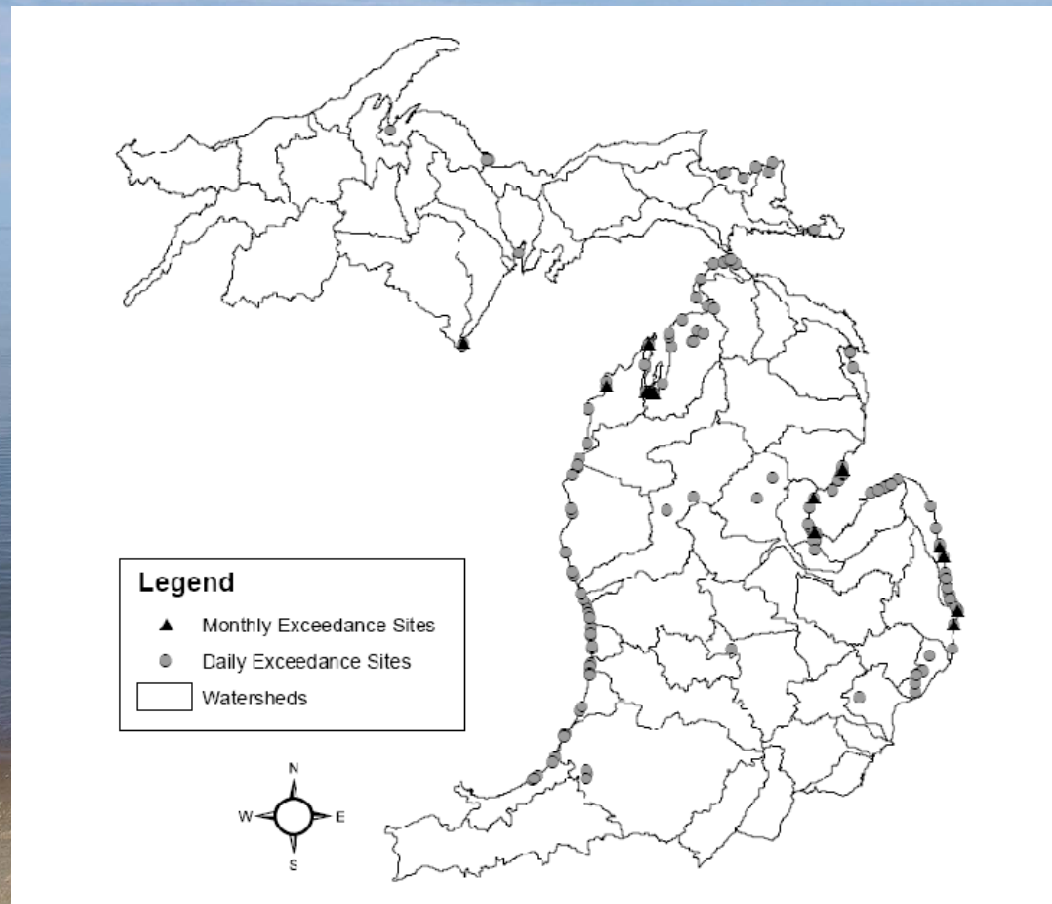 Legend
Monthly Exceedance Sites
Daily Exceedance Sites
Watersheds
N
W E
S